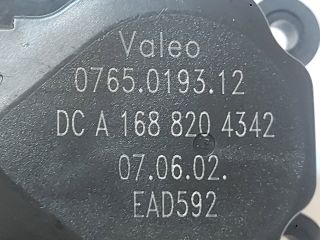 Valeo
0765.0193.12
DC A 168 820 4342
07.06.02.
EAD592